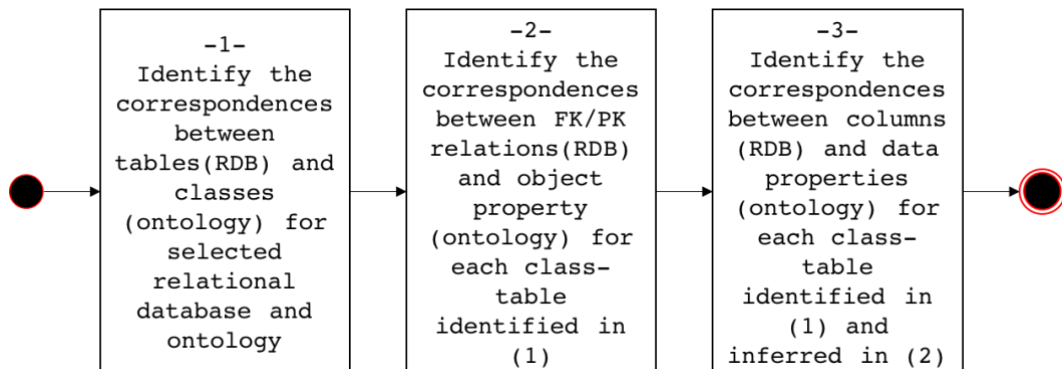 -1-
Identify the
correspondences
between
tables(RDB) and
classes
(ontology) for
selected
relational
database and
ontology
-2-
Identify the
correspondences
between FK/PK
relations(RDB)
and object
property
(ontology) for
each class-
table
identified in
(1)
-3-
Identify the
correspondences
between columns
(RDB) and data
properties
(ontology) for
each class-
table
identified in
(1) and
inferred in (2)